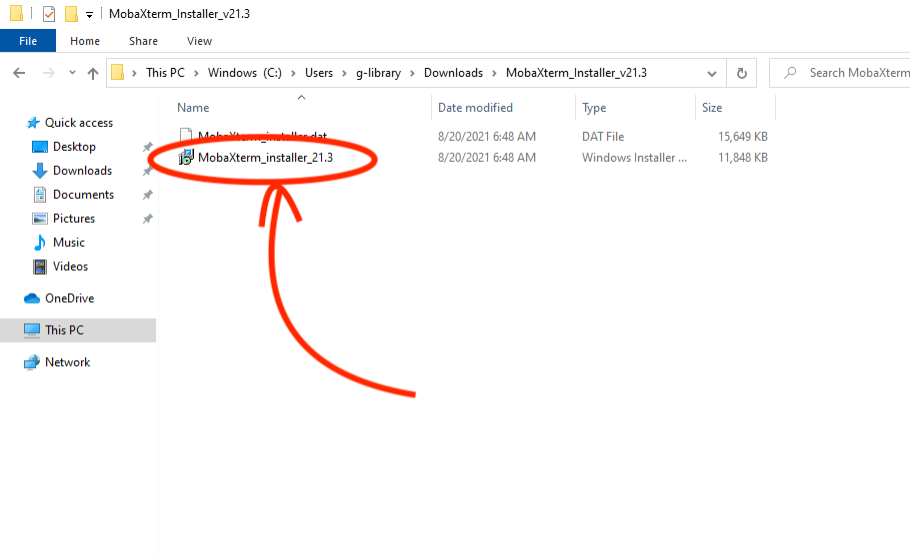 MobaXterm_Installer_v21.3
File Home Share View
This PC Windows (C:) Users g-library Downloads MobaXterm_Installer_v21.3 Search MobaXterm
Name Date modified Type Size
Quick access
Desktop
Downloads
Documents
Pictures
Music
Videos
OneDrive
This PC
Network
MobaXterm_installer.dat 8/20/2021 6:48 AM DAT File 15,649 KB
MobaXterm_installer_21.3 8/20/2021 6:48 AM Windows Installer ... 11,848 KB